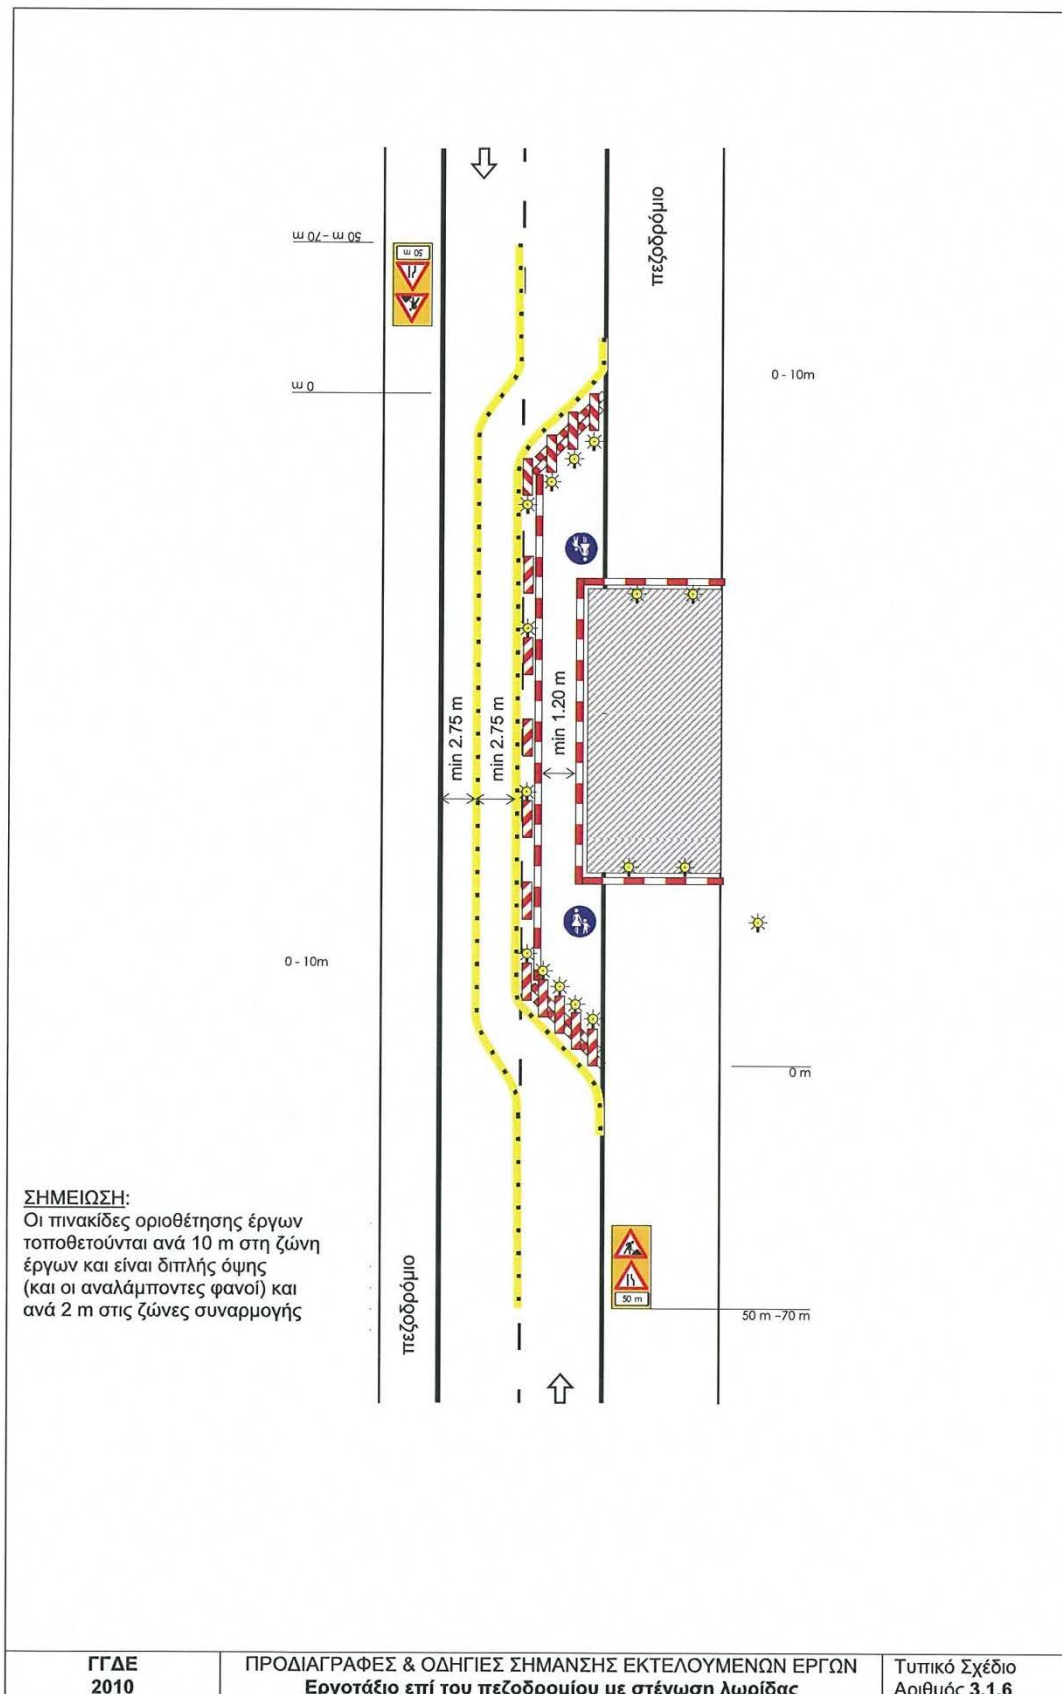 πεζοδρόμιο
50 m -70 m
50 m
0 m
0 - 10m
min 2.75 m
min 2.75 m
min 1.20 m
0 - 10m
0 m
ΣΗΜΕΙΩΣΗ:
Οι πινακίδες οριοθέτησης έργων
τοποθετούνται ανά 10 m στη ζώνη
έργων και είναι διπλής όψης
(και οι αναλάμποντες φανοί) και
ανά 2 m στις ζώνες συναρμογής
πεζοδρόμιο
50 m
50 m –70 m
ΓΓΔΕ
2010
ΠΡΟΔΙΑΓΡΑΦΕΣ & ΟΔΗΓΙΕΣ ΣΗΜΑΝΣΗΣ ΕΚΤΕΛΟΥΜΕΝΩΝ ΕΡΓΩΝ
Εργοτάξιο επί του πεζοδρομίου με στένωση λωρίδας
Τυπικό Σχέδιο
Αριθμός 3.1.6